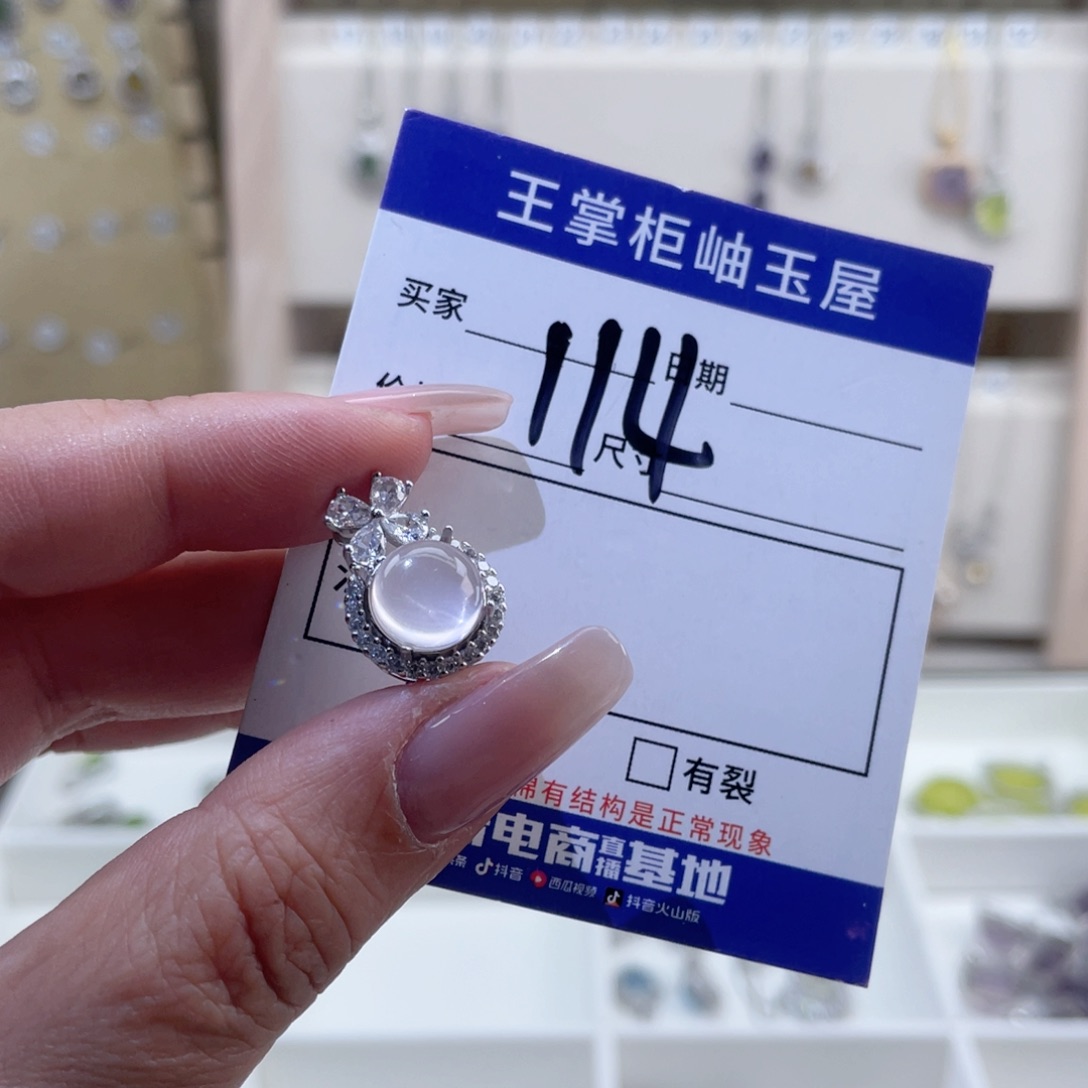 王掌柜岫玉屋
买家 日期
114
尺寸
有裂
棉有结构是正常现象
电商直播基地
抖音 西瓜视频 抖音火山版